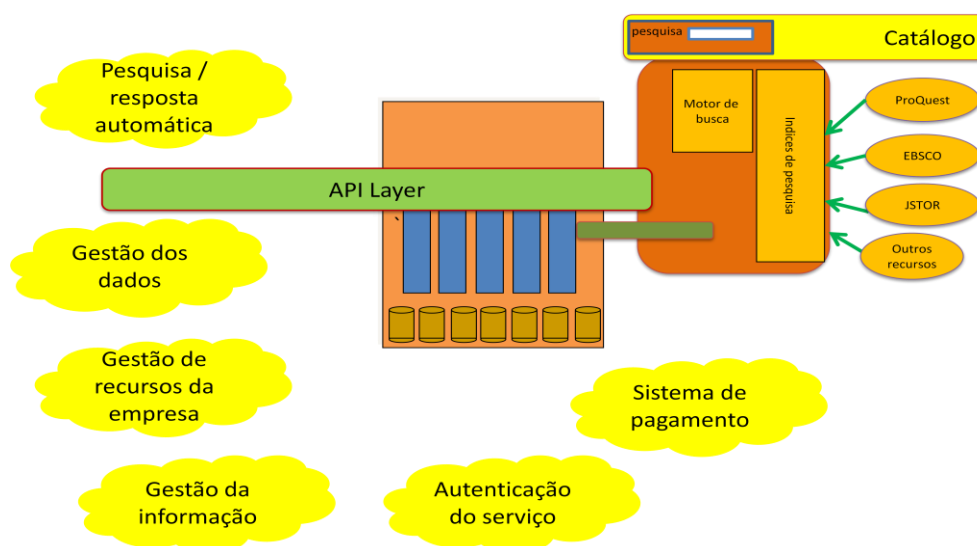 pesquisa
Catálogo
Pesquisa /
resposta
automática
Motor de
busca
Indices de pesquisa
ProQuest
EBSCO
JSTOR
Outros
recursos
API Layer
`
Gestão dos
dados
Gestão de
recursos da
empresa
Sistema de
pagamento
Gestão da
informação
Autenticação
do serviço